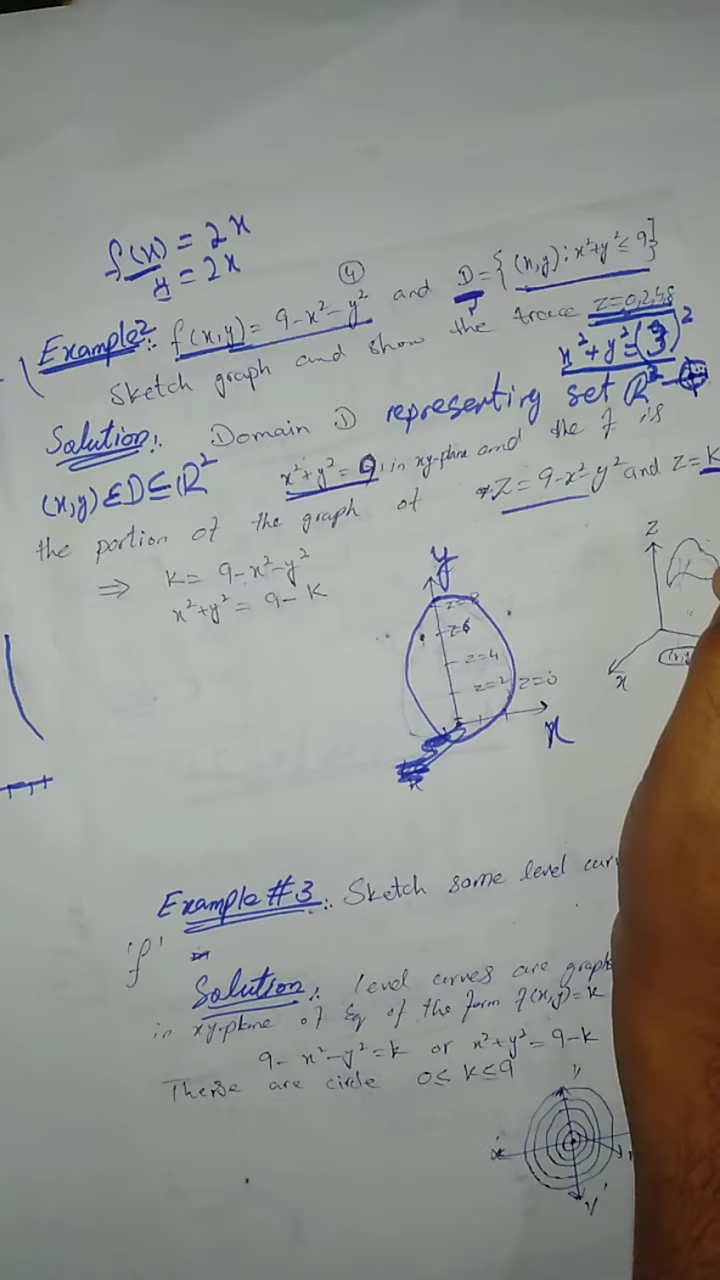 f(x) = 2x
y = 2x
④
Example2:. f(x,y) = 9-x²-y² and D={(x,y):x²+y²≤9}
Sketch graph and show the trace Z=0,2,4,8
x²+y²=(3)²
Solution:. Domain D representing set R²
(x,y)∈D⊆R² x²+y²=9, in xy-plane and the f is
the portion of the graph of Z=9-x²-y² and Z=K
⇒ K= 9-x²-y²
x²+y² = 9-K
y
z=8
z=6
z=4
z=2 z=0
x
Z
x
Example #3:. Sketch some level cur
'f'
Solution:. level curves are graph
in xy-plane of Eq of the form f(x,y)=k
9-x²-y²=k or x²+y²=9-k
These are circle 0≤k≤9
y
x
y'